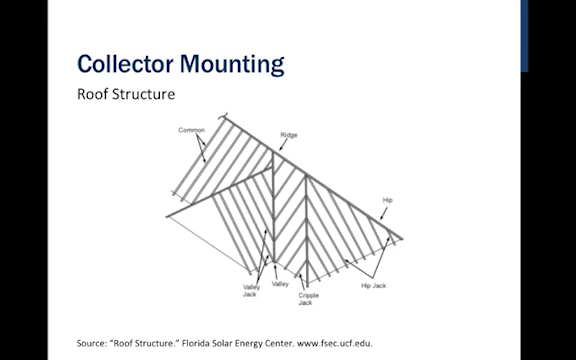 Collector Mounting
Roof Structure
Common
Ridge
Hip
Valley
Jack
Valley
Cripple
Jack
Hip Jack
Source: “Roof Structure.” Florida Solar Energy Center. www.fsec.ucf.edu.